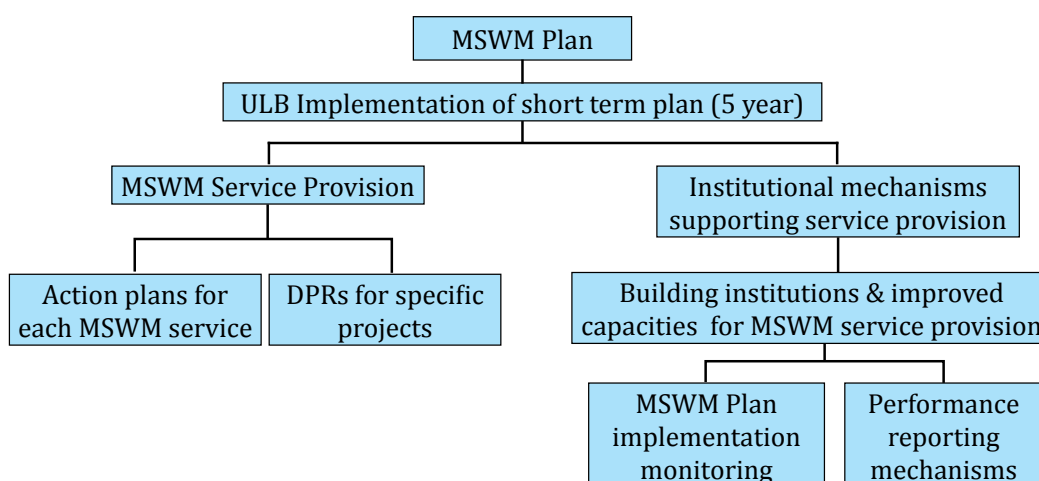 MSWM Plan
ULB Implementation of short term plan (5 year)
MSWM Service Provision
Institutional mechanisms
supporting service provision
Action plans for
each MSWM service
DPRs for specific
projects
Building institutions & improved
capacities for MSWM service provision
MSWM Plan
implementation
monitoring
Performance
reporting
mechanisms